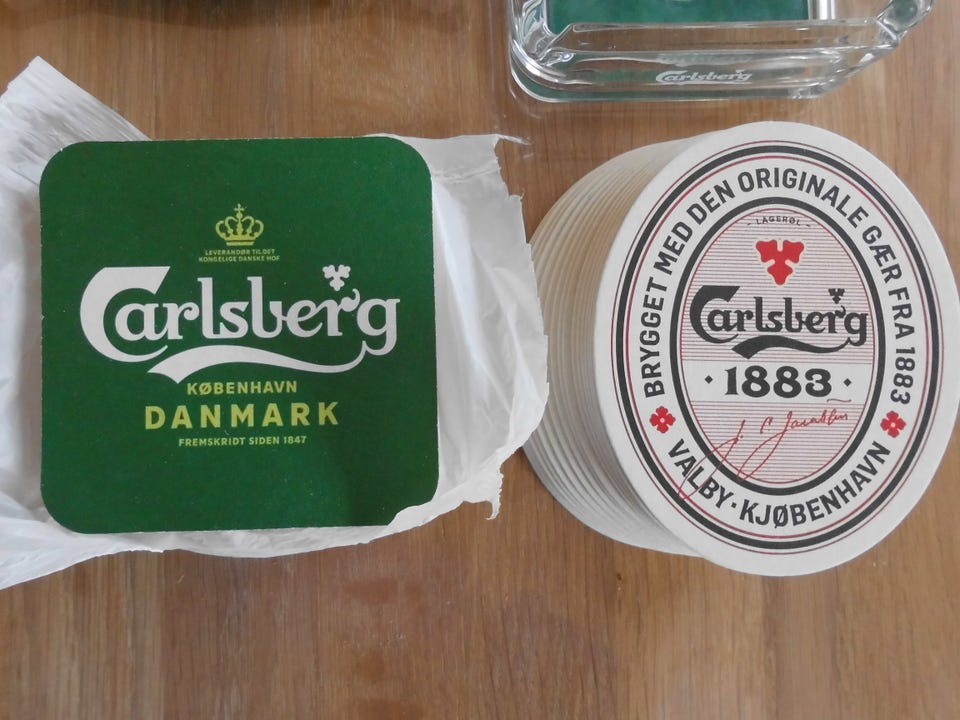 Carlsberg
LEVERANDØR TIL DET
KONGELIGE DANSKE HOF
Carlsberg
KØBENHAVN
DANMARK
FREMSKRIDT SIDEN 1847
BRYGGET MED DEN ORIGINALE GÆR FRA 1883
- LAGERØL -
Carlsberg
· 1883 ·
J. C. Jacobsen
VALBY · KJØBENHAVN